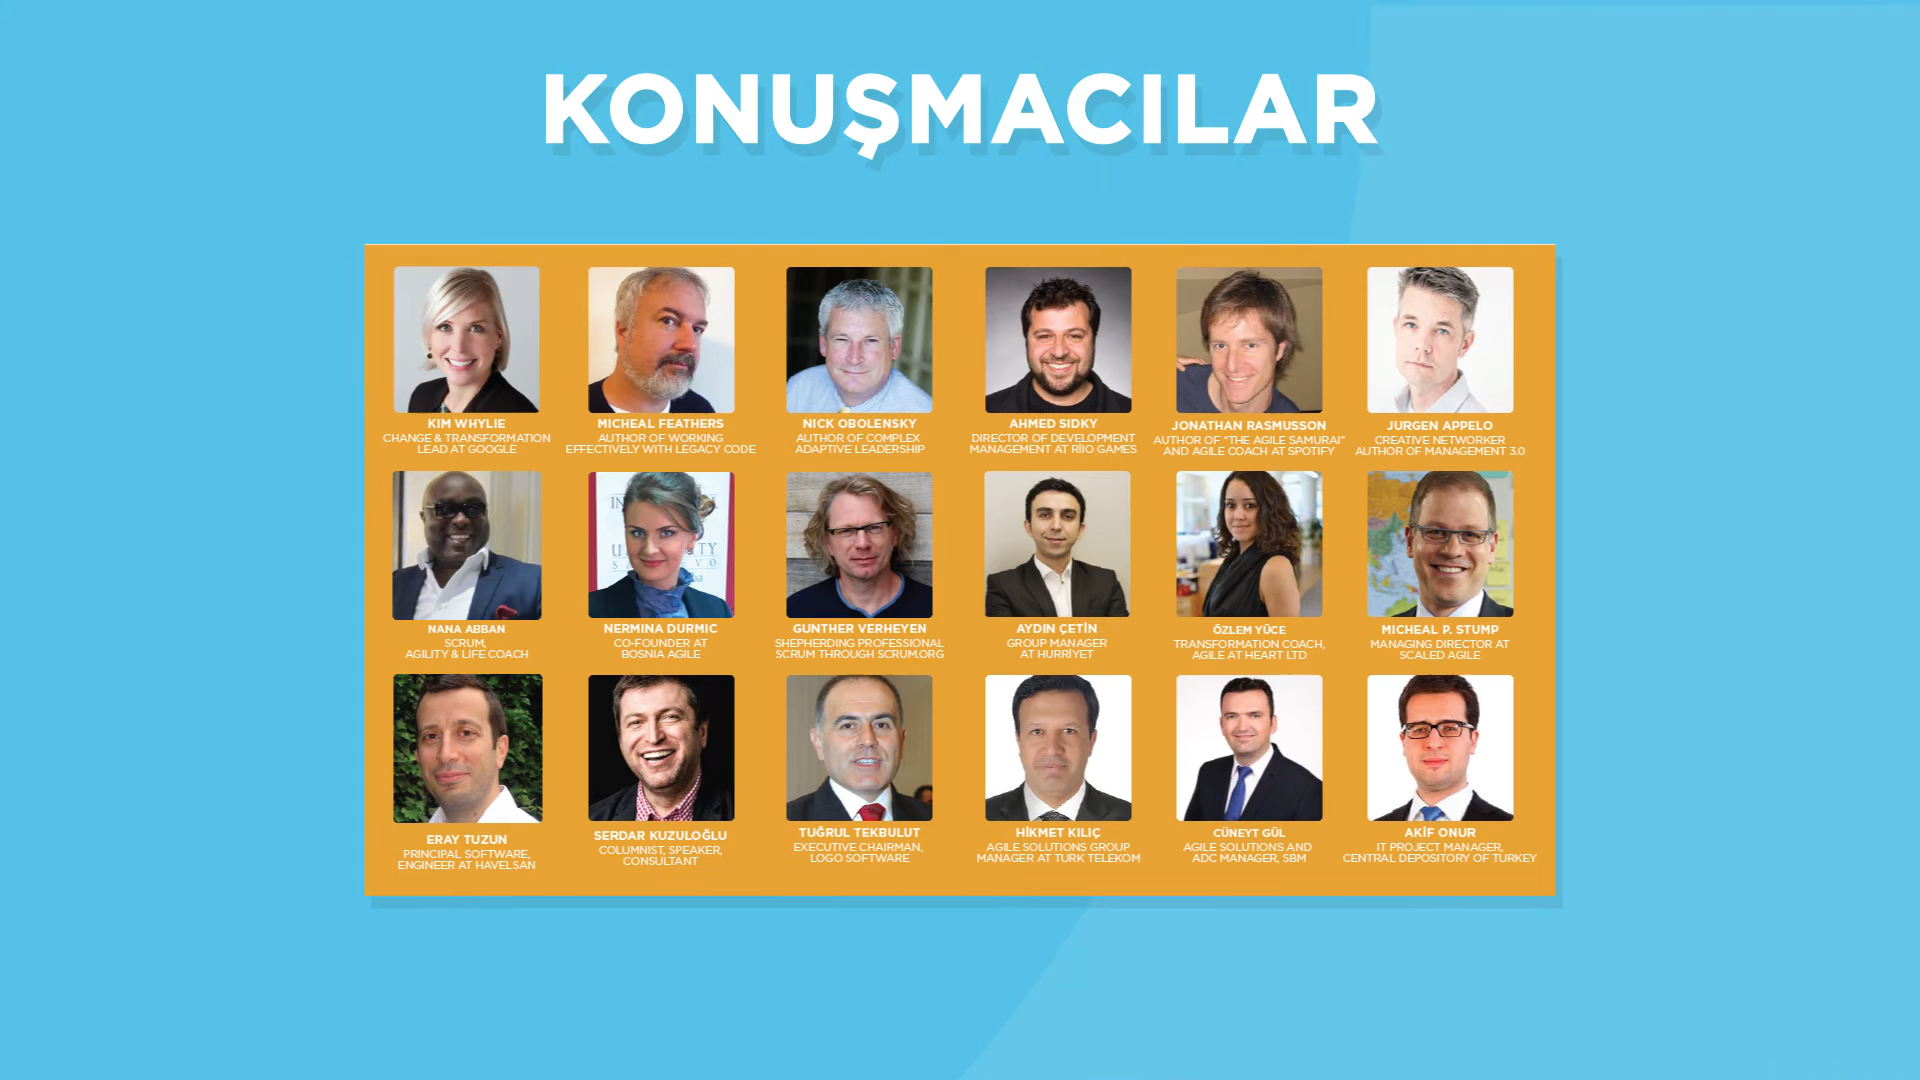 KONUŞMACILAR
KIM WHYLIE
CHANGE & TRANSFORMATION
LEAD AT GOOGLE
MICHEAL FEATHERS
AUTHOR OF WORKING
EFFECTIVELY WITH LEGACY CODE
NICK OBOLENSKY
AUTHOR OF COMPLEX
ADAPTIVE LEADERSHIP
AHMED SIDKY
DIRECTOR OF DEVELOPMENT
MANAGEMENT AT RİIO GAMES
JONATHAN RASMUSSON
AUTHOR OF "THE AGILE SAMURAI"
AND AGILE COACH AT SPOTIFY
JURGEN APPELO
CREATIVE NETWORKER
AUTHOR OF MANAGEMENT 3.0
NANA ABBAN
SCRUM,
AGILITY & LIFE COACH
NERMINA DURMIC
CO-FOUNDER AT
BOSNIA AGILE
GUNTHER VERHEYEN
SHEPHERDING PROFESSIONAL
SCRUM THROUGH SCRUM.ORG
AYDIN ÇETİN
GROUP MANAGER
AT HURRİYET
ÖZLEM YÜCE
TRANSFORMATION COACH,
AGILE AT HEART LTD
MICHEAL P. STUMP
MANAGING DIRECTOR AT
SCALED AGILE
ERAY TUZUN
PRINCIPAL SOFTWARE,
ENGINEER AT HAVELSAN
SERDAR KUZULOĞLU
COLUMNIST, SPEAKER,
CONSULTANT
TUĞRUL TEKBULUT
EXECUTIVE CHAIRMAN,
LOGO SOFTWARE
HİKMET KILIÇ
AGILE SOLUTIONS GROUP
MANAGER AT TURK TELEKOM
CÜNEYT GÜL
AGILE SOLUTIONS AND
ADC MANAGER, SBM
AKİF ONUR
IT PROJECT MANAGER,
CENTRAL DEPOSITORY OF TURKEY